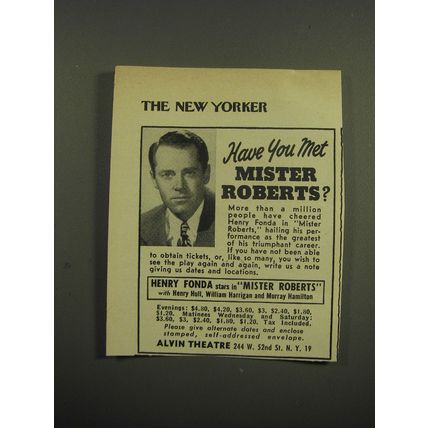 THE NEW YORKER
Have You Met
MISTER
ROBERTS?
More than a million
people have cheered
Henry Fonda in "Mister
Roberts," hailing his per-
formance as the greatest
of his triumphant career.
If you have not been able
to obtain tickets, or, like so many, you wish to
see the play again and again, write us a note
giving us dates and locations.
HENRY FONDA stars in "MISTER ROBERTS"
with Henry Hull, William Harrigan and Murray Hamilton
Evenings: $4.80, $4.20, $3.60, $3, $2.40, $1.80,
$1.20. Matinees Wednesday and Saturday:
$3.60, $3, $2.40, $1.80, $1.20. Tax Included.
Please give alternate dates and enclose
stamped, self-addressed envelope.
ALVIN THEATRE 244 W. 52nd St. N. Y. 19